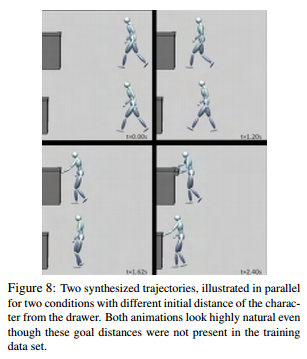 t=0.00s
t=1.20s
t=1.62s
t=2.40s
Figure 8: Two synthesized trajectories, illustrated in parallel
for two conditions with different initial distance of the charac-
ter from the drawer. Both animations look highly natural even
though these goal distances were not present in the training
data set.